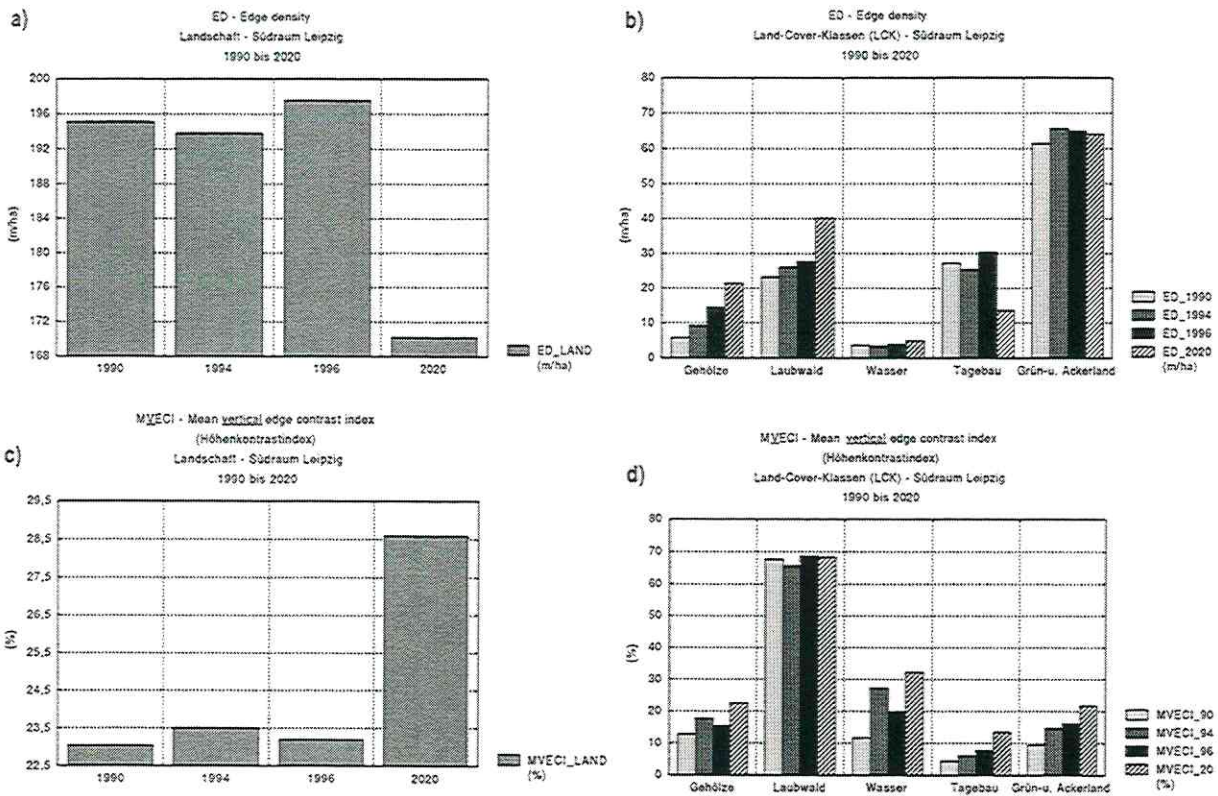 a)
ED - Edge density
Landschaft - Südraum Leipzig
1990 bis 2020
200
196
192
188
184
180
176
172
168
(m/ha)
1990 1994 1996 2020
ED_LAND
(m/ha)
b)
ED - Edge density
Land-Cover-Klassen (LCK) - Südraum Leipzig
1990 bis 2020
80
70
60
50
40
30
20
10
0
(m/ha)
Gehölze Laubwald Wasser Tagebau Grün-u. Ackerland
ED_1990
ED_1994
ED_1996
ED_2020
(m/ha)
c)
MVECI - Mean vertical edge contrast index
(Höhenkontrastindex)
Landschaft - Südraum Leipzig
1990 bis 2020
29,5
28,5
27,5
26,5
25,5
24,5
23,5
22,5
(%)
1990 1994 1996 2020
MVECI_LAND
(%)
d)
MVECI - Mean vertical edge contrast index
(Höhenkontrastindex)
Land-Cover-Klassen (LCK) - Südraum Leipzig
1990 bis 2020
80
70
60
50
40
30
20
10
0
(%)
Gehölze Laubwald Wasser Tagebau Grün-u. Ackerland
MVECI_90
MVECI_94
MVECI_96
MVECI_20
(%)